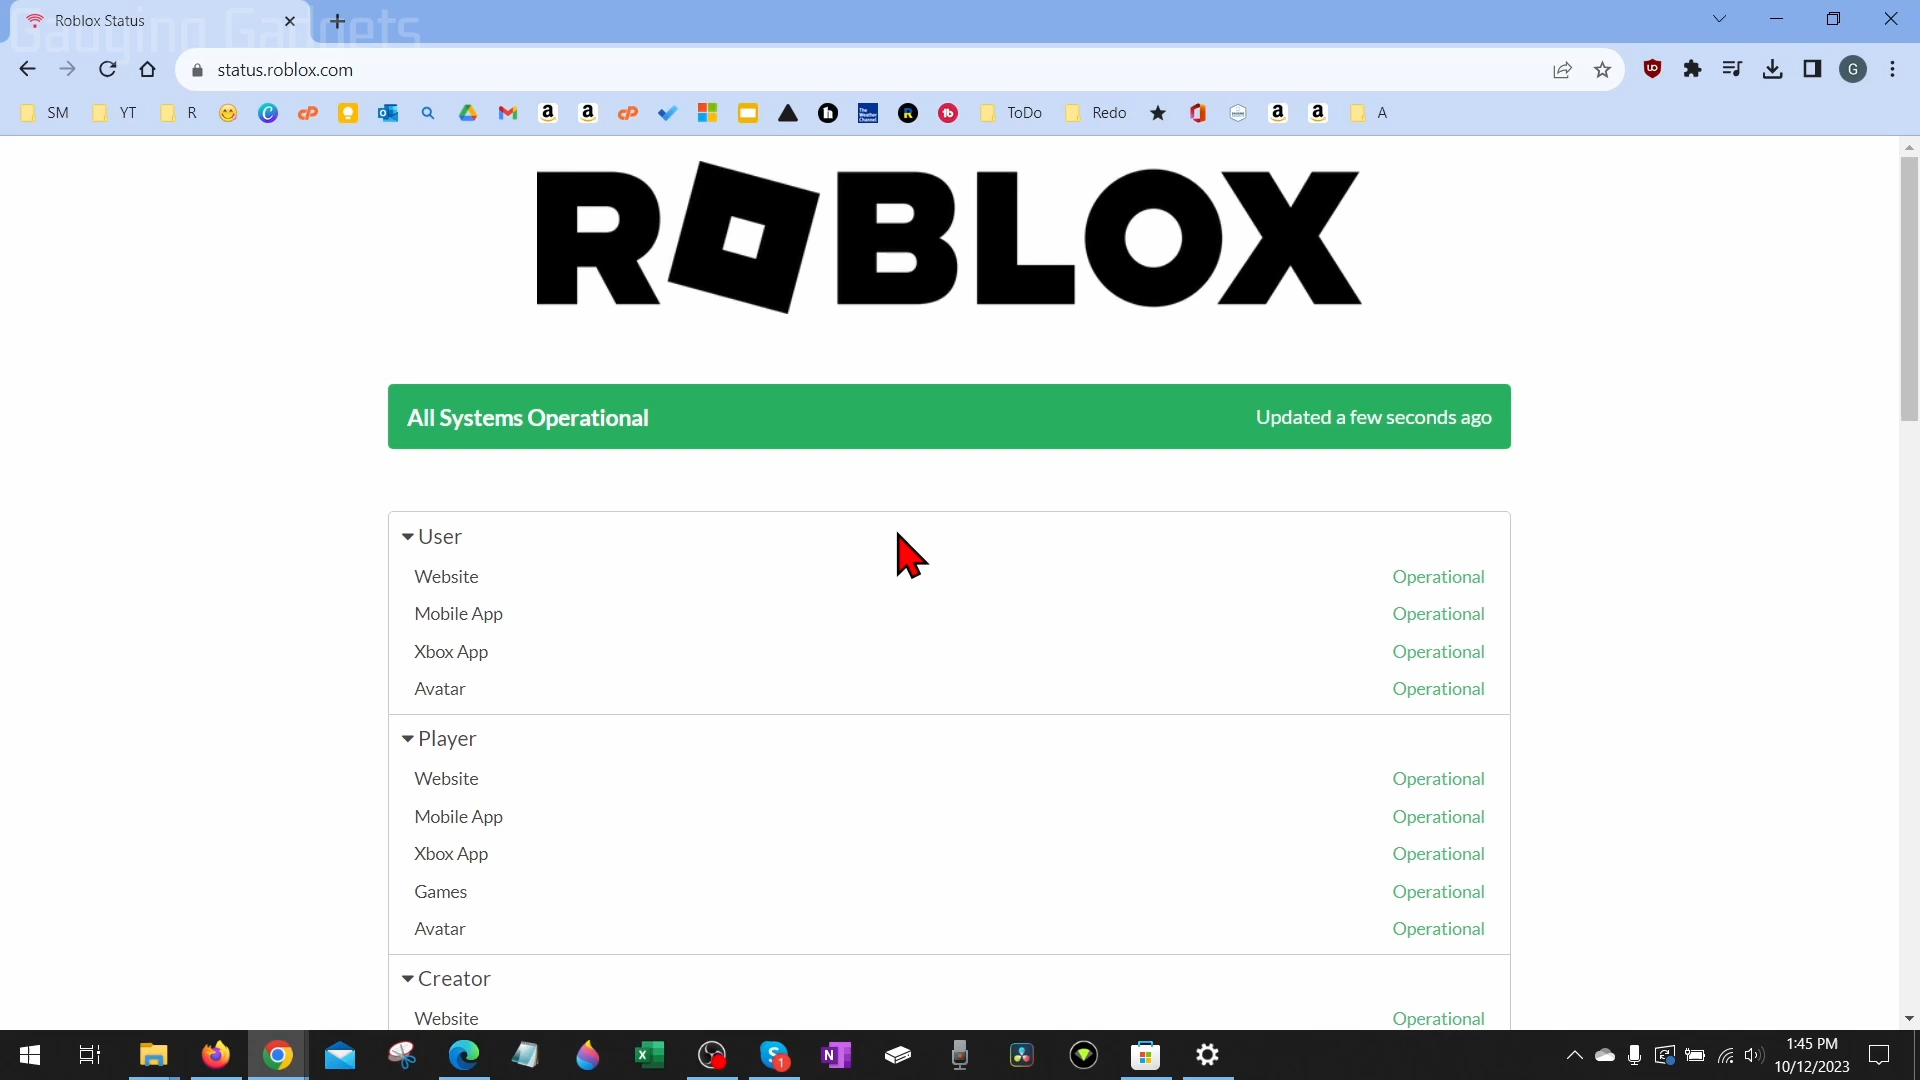 Gauging Gadgets
Roblox Status
status.roblox.com
G
SM
YT
R
ToDo
Redo
A
ROBLOX
All Systems Operational
Updated a few seconds ago
User
Website Operational
Mobile App Operational
Xbox App Operational
Avatar Operational
Player
Website Operational
Mobile App Operational
Xbox App Operational
Games Operational
Avatar Operational
Creator
Website Operational
1:45 PM
10/12/2023